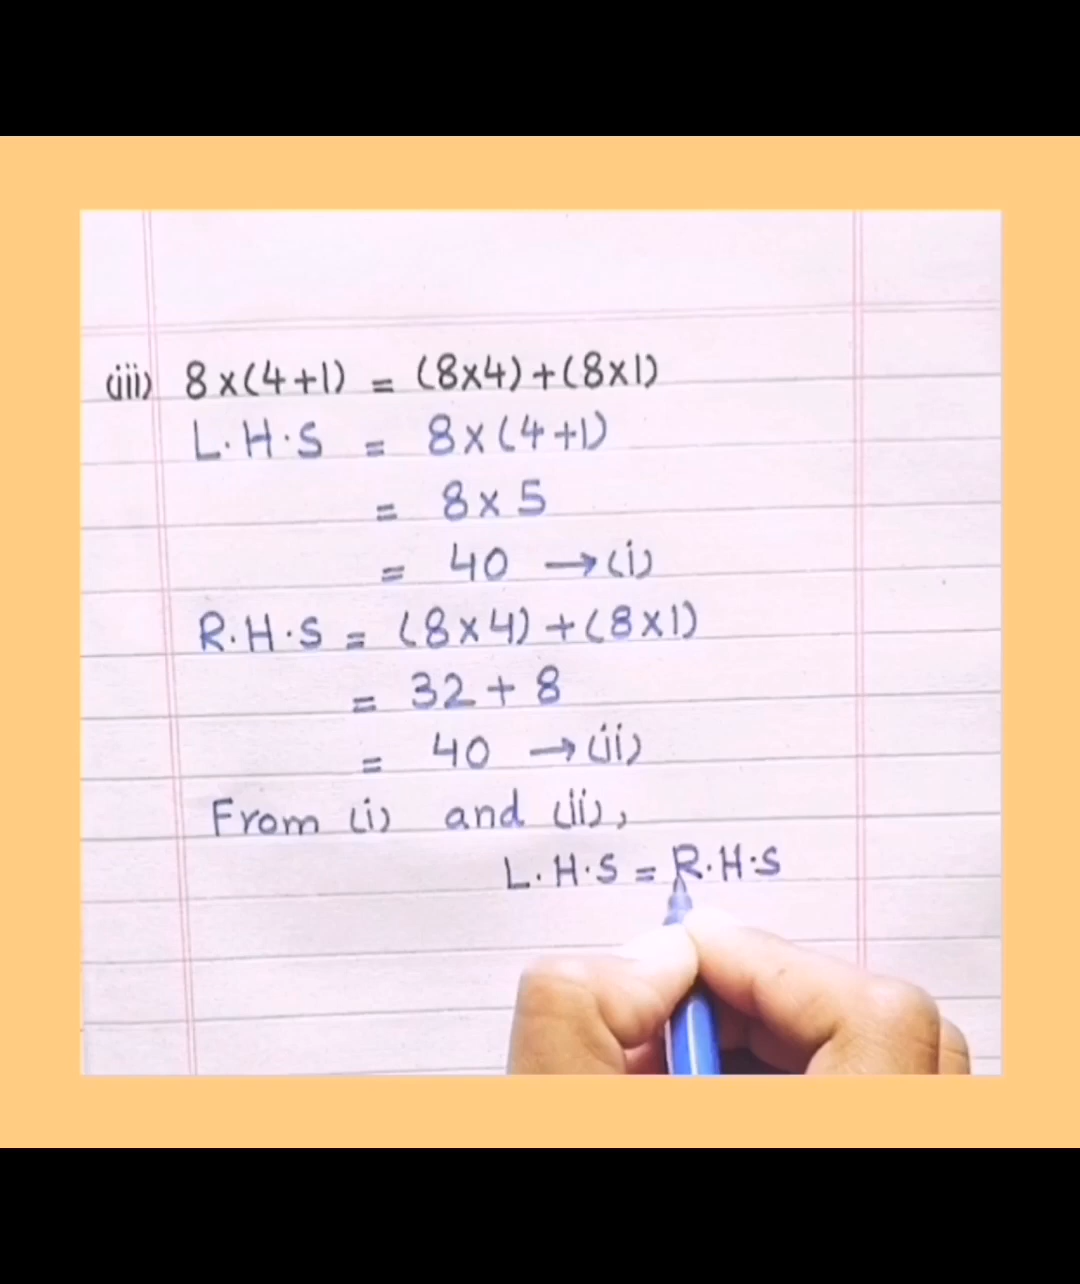 (iii) 8×(4+1) = (8×4)+(8×1)
L.H.S = 8×(4+1)
= 8×5
= 40 →(i)
R.H.S = (8×4)+(8×1)
= 32+8
= 40 →(ii)
From (i) and (ii),
L.H.S = R.H.S